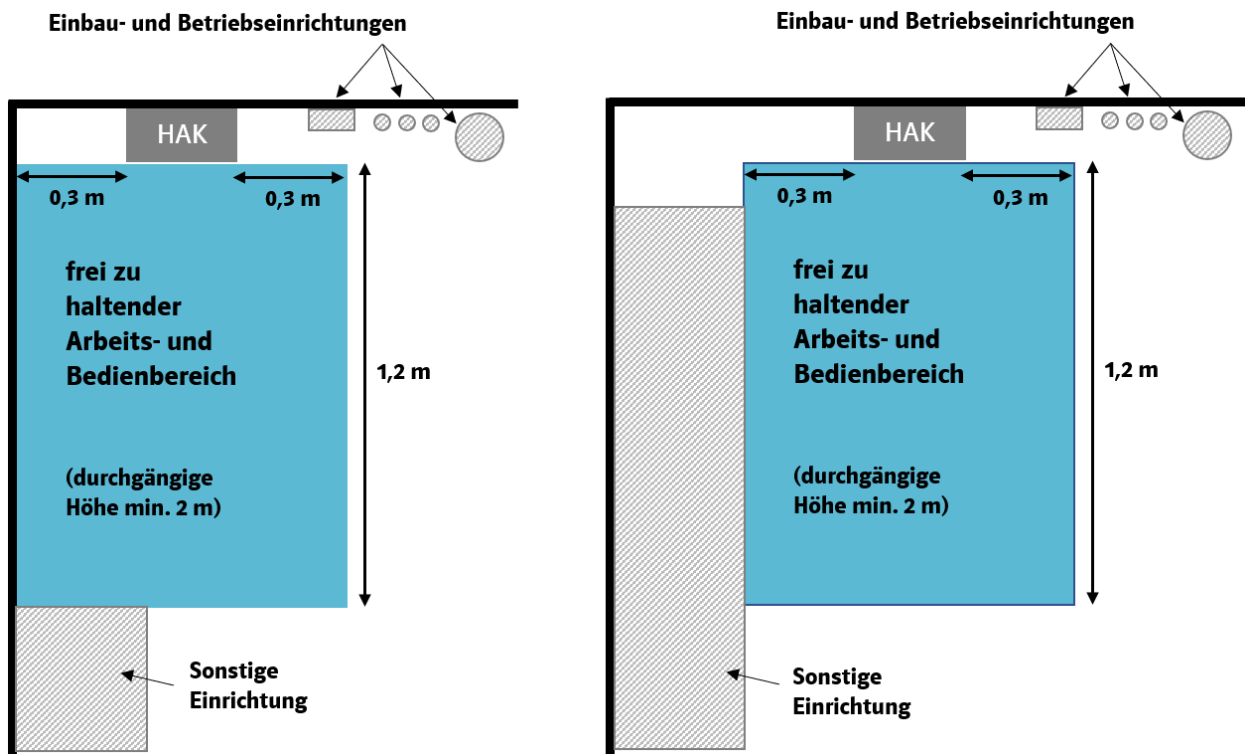 Einbau- und Betriebseinrichtungen
HAK
0,3 m
0,3 m
frei zu
haltender
Arbeits- und
Bedienbereich
1,2 m
(durchgängige
Höhe min. 2 m)
Sonstige
Einrichtung
Einbau- und Betriebseinrichtungen
HAK
0,3 m
0,3 m
frei zu
haltender
Arbeits- und
Bedienbereich
1,2 m
(durchgängige
Höhe min. 2 m)
Sonstige
Einrichtung